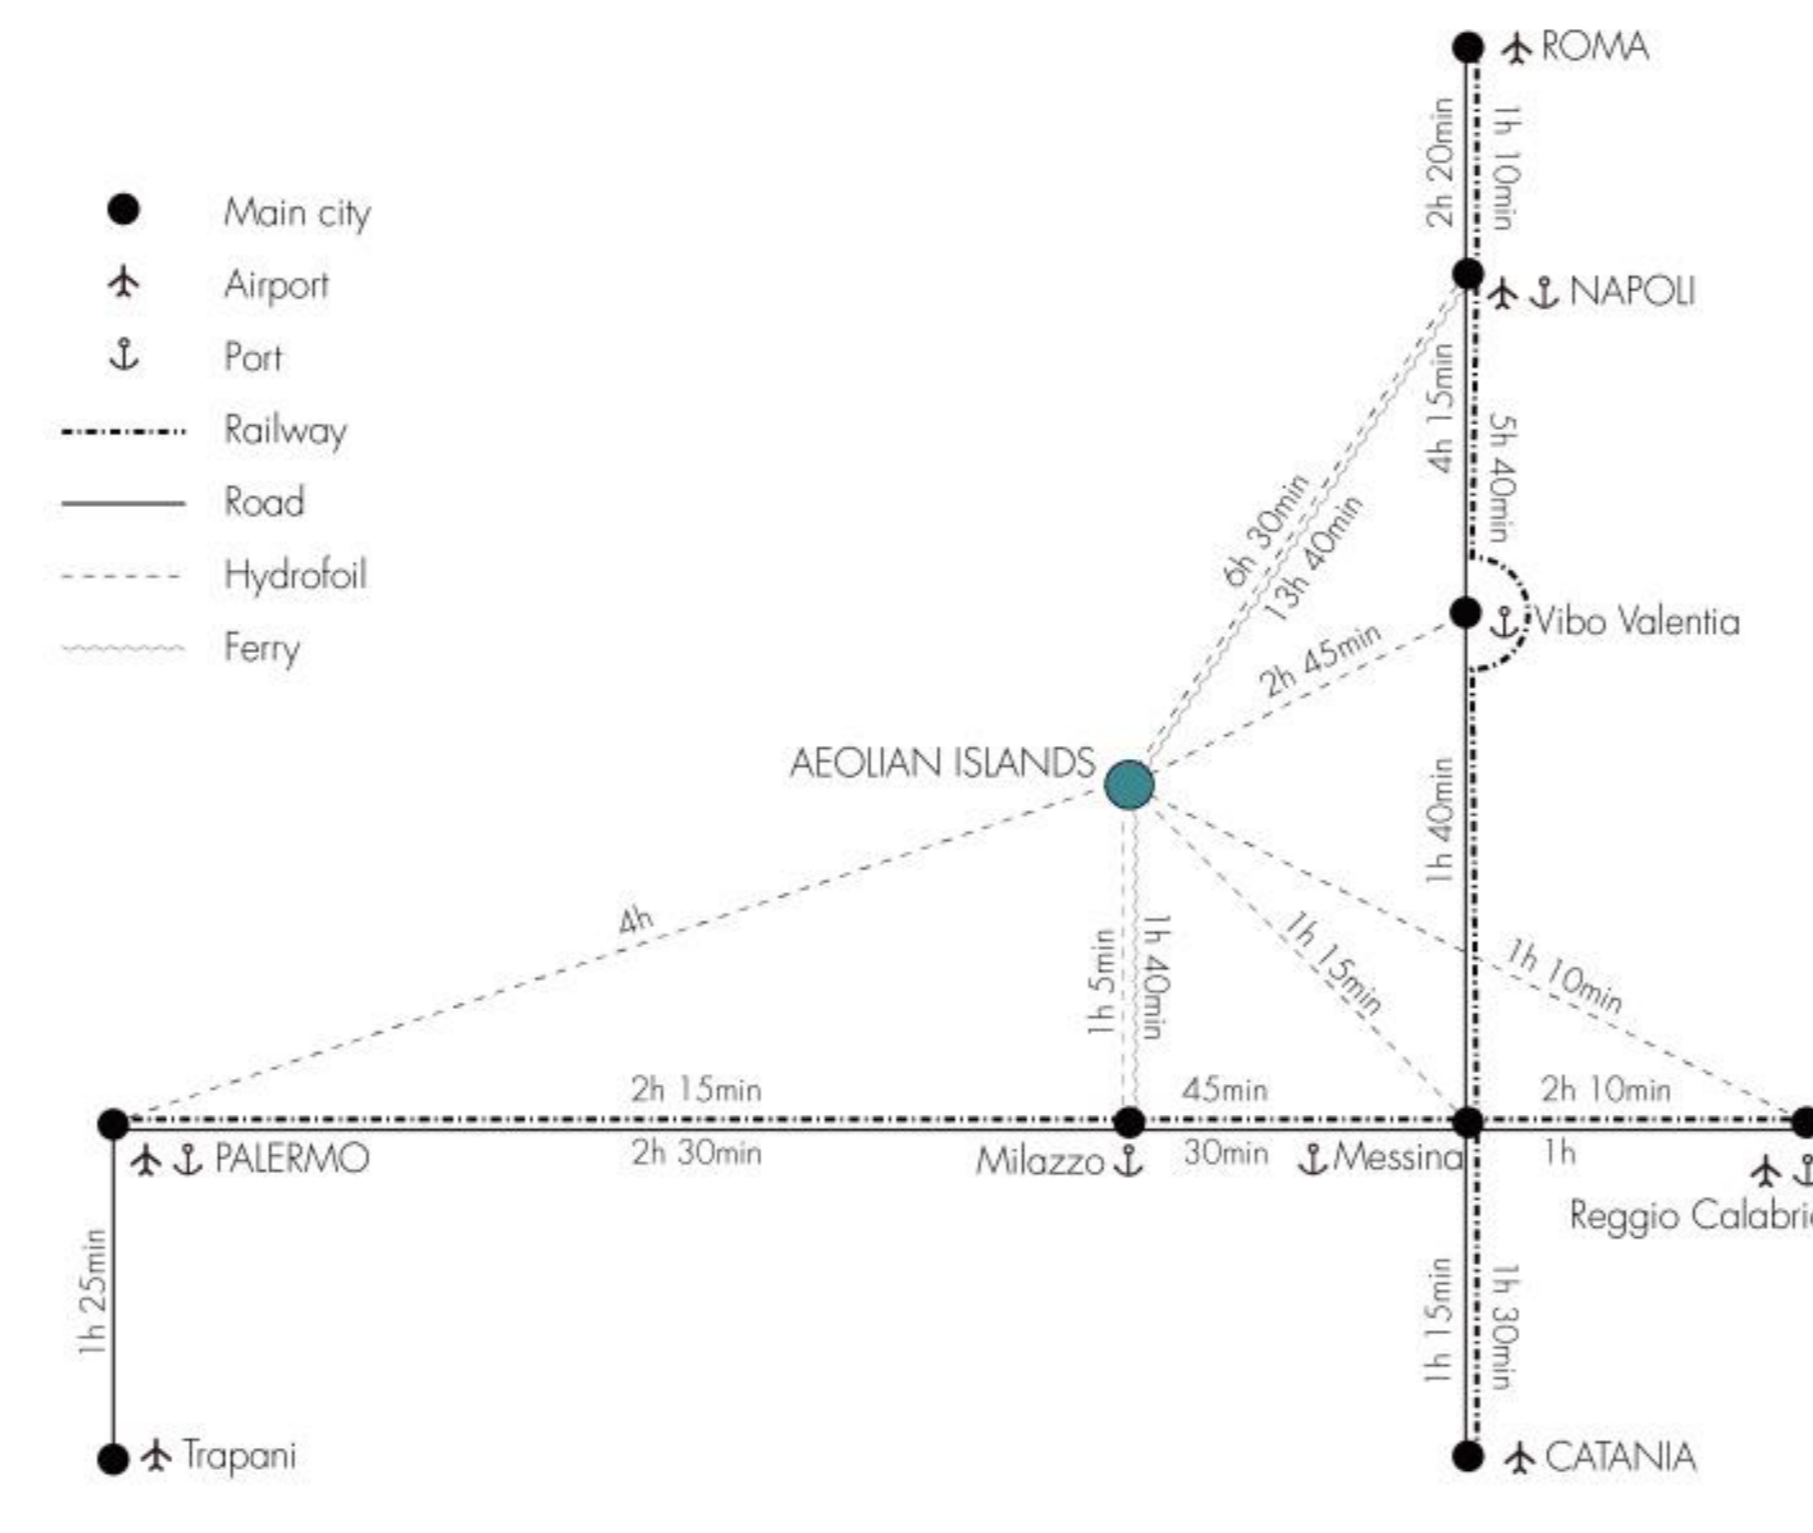 ROMA
2h 20min
1h 10min
Main city
Airport
NAPOLI
Port
4h 15min
5h 40min
Railway
Road
6h 30min
13h 40min
Hydrofoil
Vibo Valentia
2h 45min
Ferry
AEOLIAN ISLANDS
1h 40min
4h
1h 5min
1h 40min
1h 15min
1h 10min
2h 15min
45min
2h 10min
PALERMO
2h 30min
Milazzo
30min
Messina
1h
Reggio Calabri
1h 25min
1h 15min
1h 30min
Trapani
CATANIA